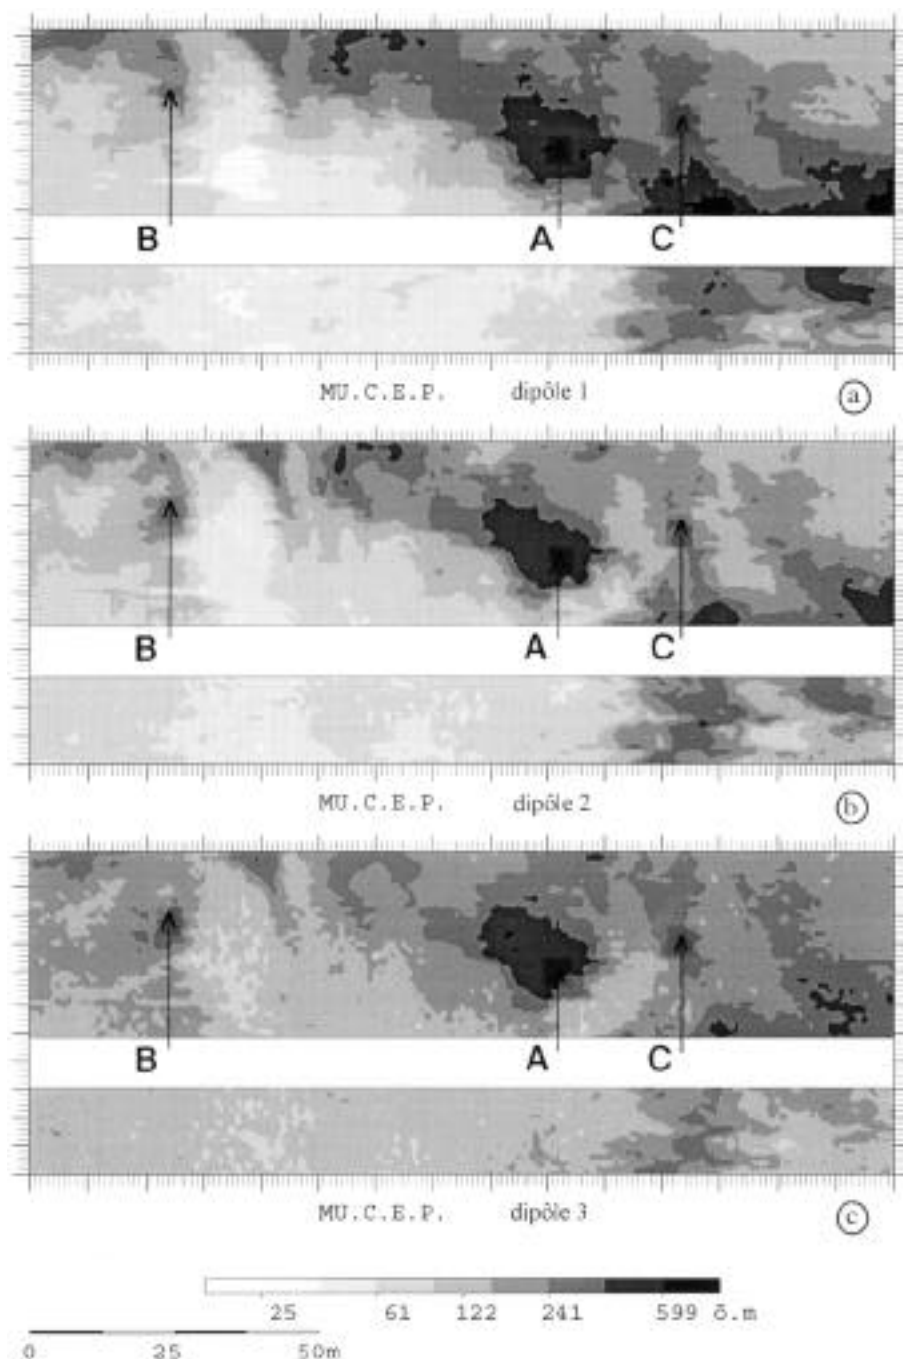 B A C
MU.C.E.P. dipôle 1 a
B A C
MU.C.E.P. dipôle 2 b
B A C
MU.C.E.P. dipôle 3 c
25 61 122 241 599 õ.m
0 25 50m